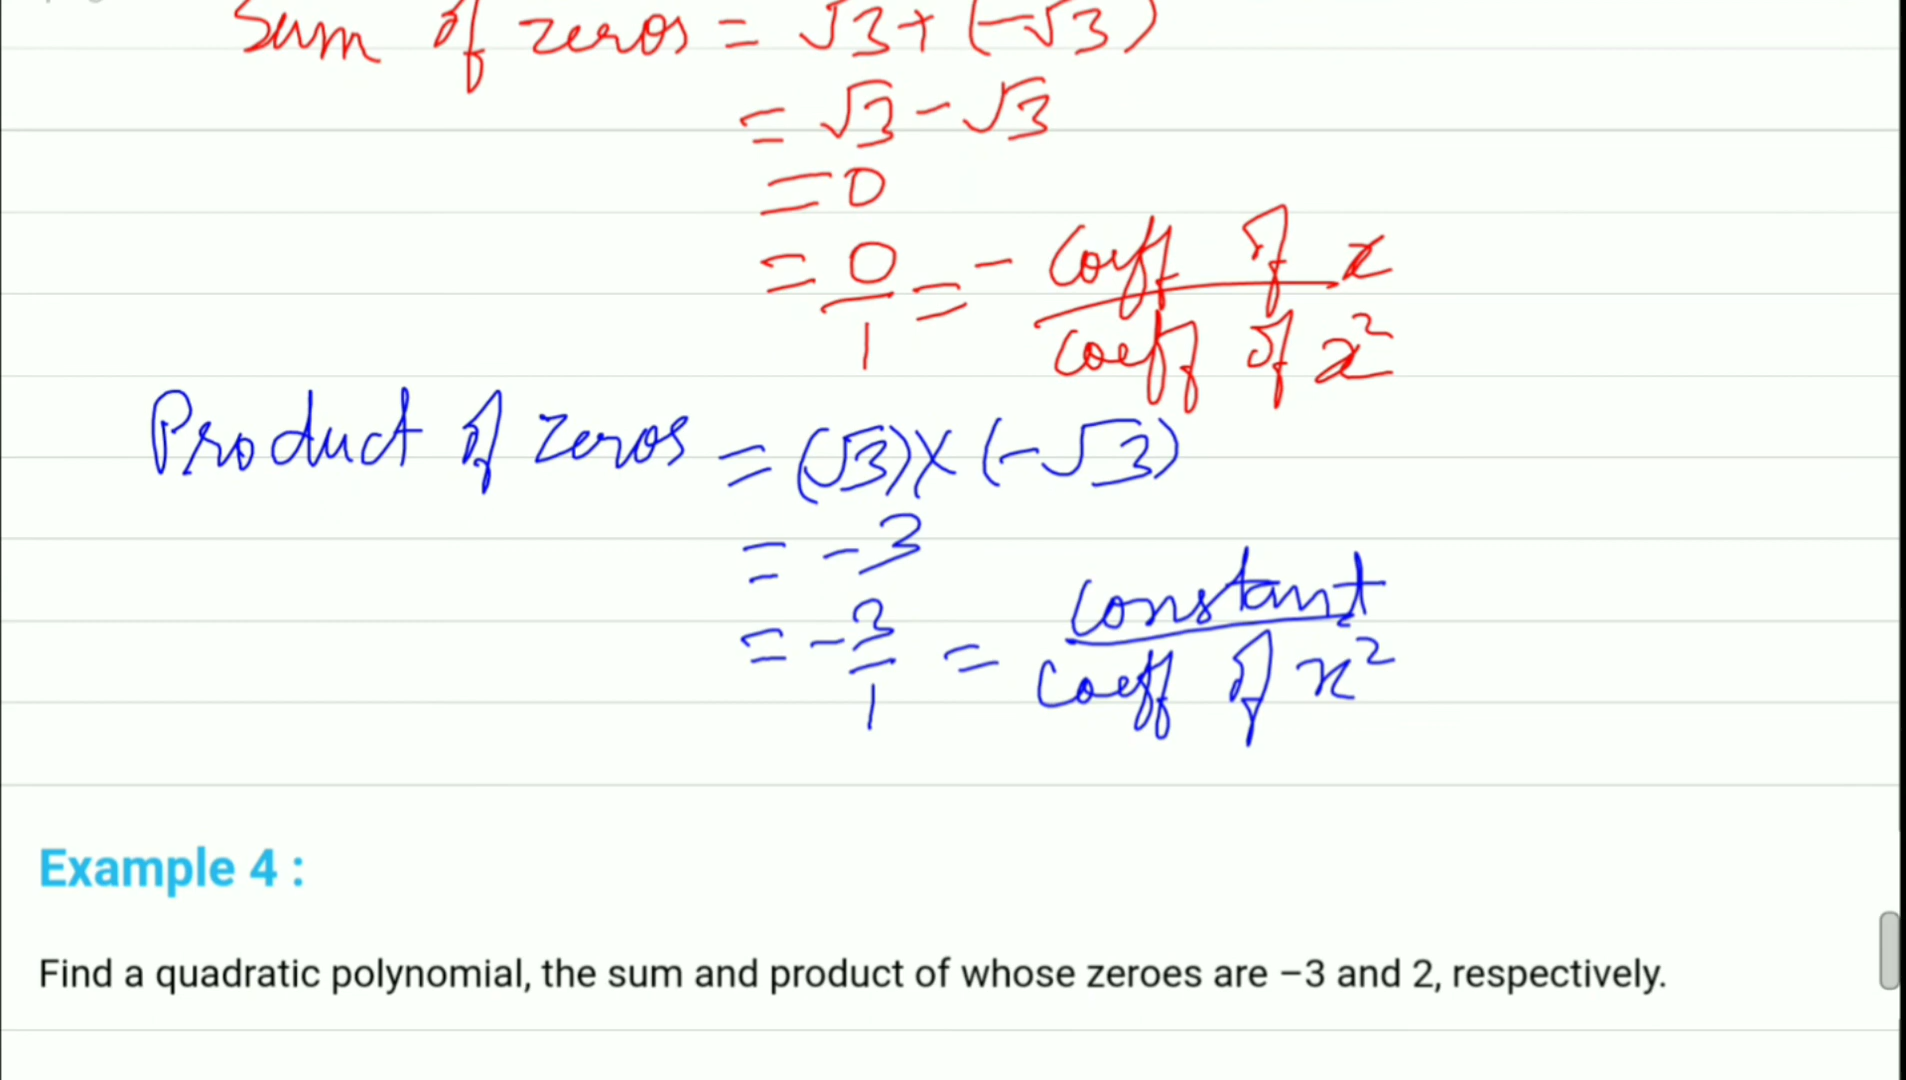 Sum of zeros = √3 + (-√3)
= √3 - √3
= 0
= 0/1 = - coeff of x / coeff of x²
Product of zeros = (√3) × (-√3)
= -3
= -3/1 = constant / coeff of x²
Example 4 :
Find a quadratic polynomial, the sum and product of whose zeroes are –3 and 2, respectively.